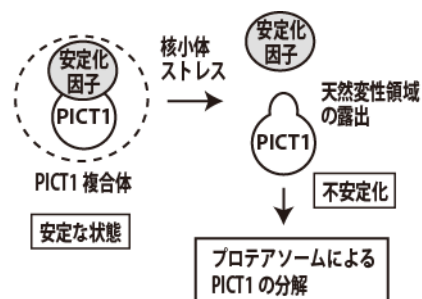 安定化
因子
PICT1
PICT1 複合体
安定な状態
核小体
ストレス
安定化
因子
天然変性領域
の露出
PICT1
不安定化
プロテアソームによる
PICT1 の分解